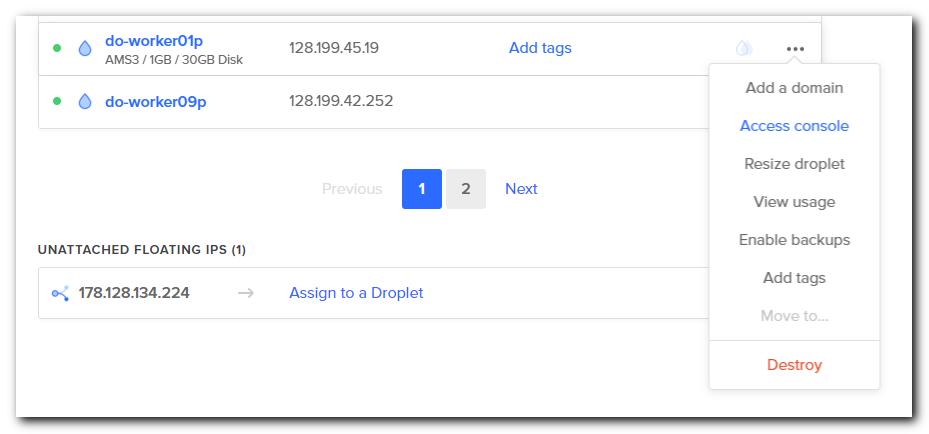 do-worker01p 128.199.45.19 Add tags
AMS3 / 1GB / 30GB Disk
do-worker09p 128.199.42.252
Add a domain
Access console
Resize droplet
View usage
Enable backups
Add tags
Move to...
Destroy
Previous 1 2 Next
UNATTACHED FLOATING IPS (1)
178.128.134.224 → Assign to a Droplet